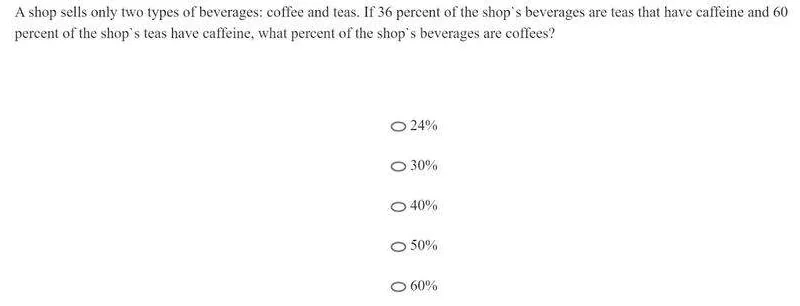 A shop sells only two types of beverages: coffee and teas. If 36 percent of the shop`s beverages are teas that have caffeine and 60
percent of the shop`s teas have caffeine, what percent of the shop`s beverages are coffees?
24%
30%
40%
50%
60%